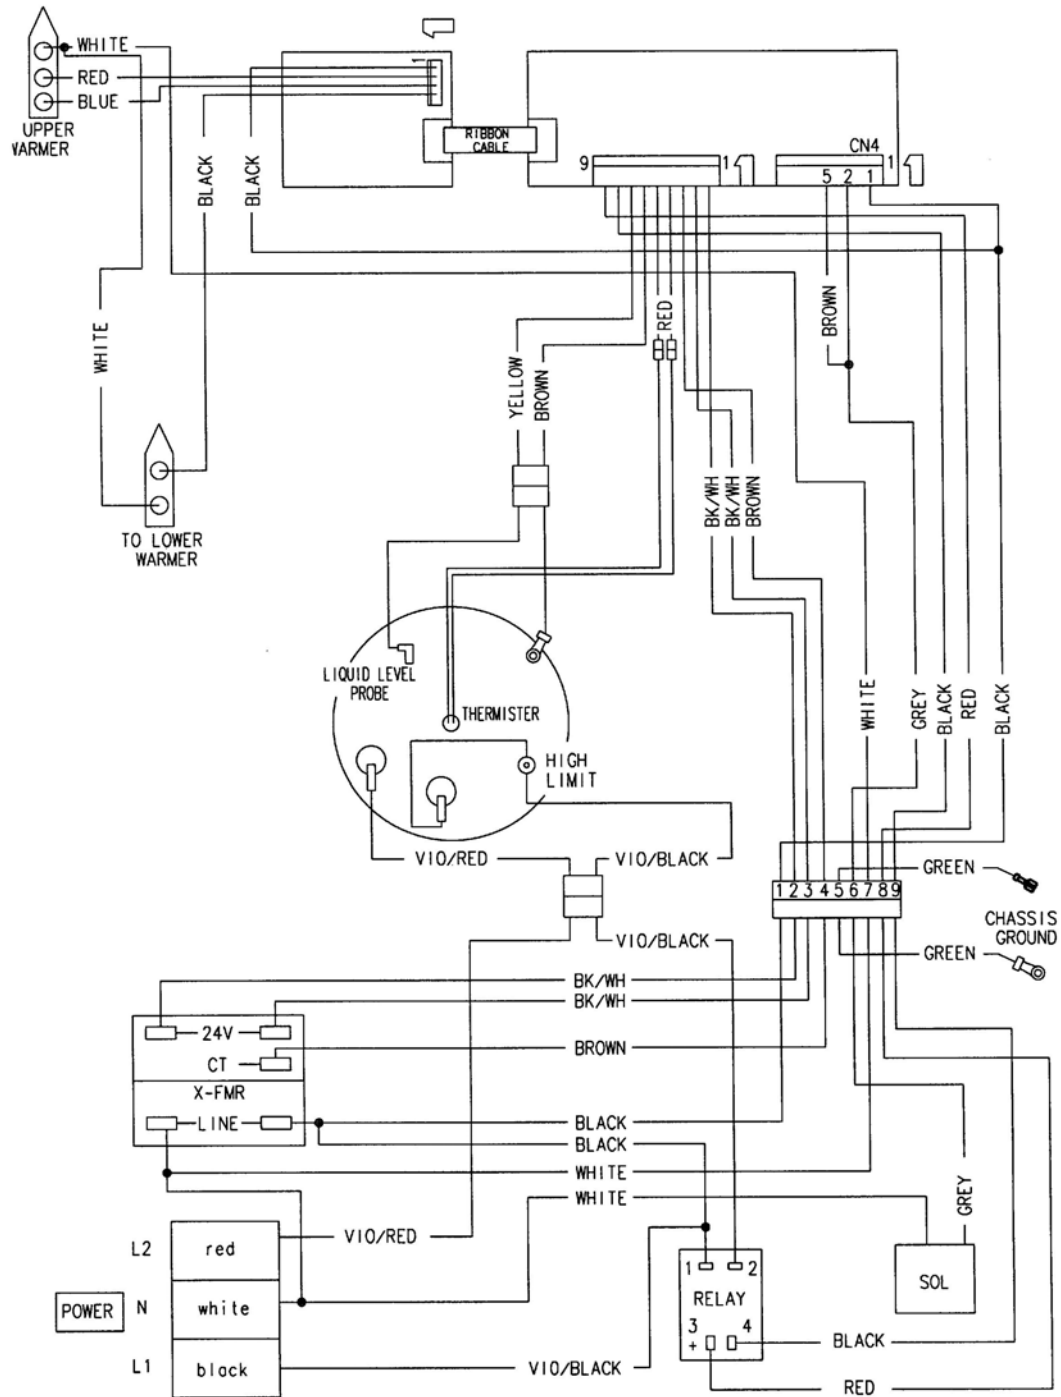 WHITE
RED
BLUE
UPPER
WARMER
1
RIBBON
CABLE
9
1
CN4
1
5 2 1
BLACK
BLACK
WHITE
YELLOW
BROWN
RED
BROWN
BK/WH
BK/WH
BROWN
TO LOWER
WARMER
LIQUID LEVEL
PROBE
THERMISTER
HIGH
LIMIT
WHITE
GREY
BLACK
RED
BLACK
VIO/RED
VIO/BLACK
1 2 3 4 5 6 7 8 9
GREEN
CHASSIS
GROUND
GREEN
VIO/BLACK
BK/WH
BK/WH
24V
CT
BROWN
X-FMR
LINE
BLACK
BLACK
WHITE
WHITE
GREY
VIO/RED
L2
red
POWER
N
white
L1
black
1 2
RELAY
3 4
+
SOL
BLACK
VIO/BLACK
RED